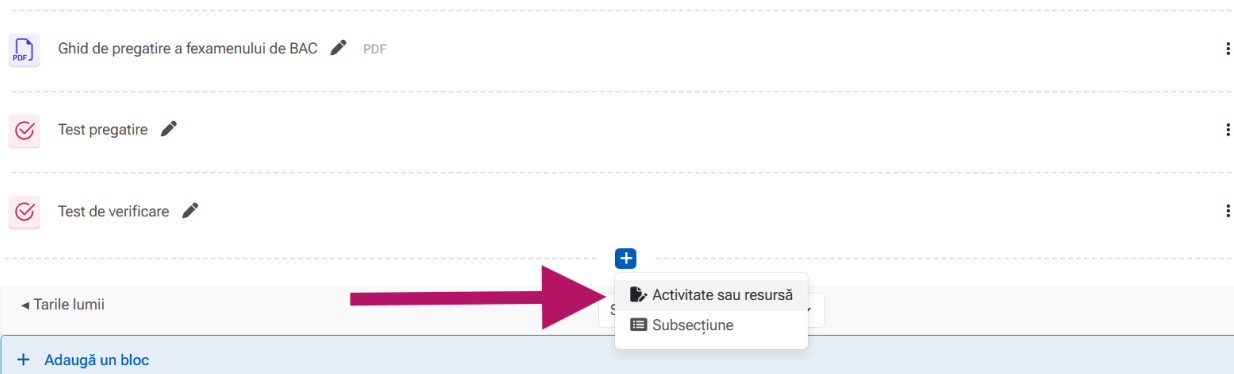 PDF
Ghid de pregatire a fexamenului de BAC PDF
Test pregatire
Test de verificare
Activitate sau resursă
◄ Tarile lumii
Subsecțiune
+ Adaugă un bloc